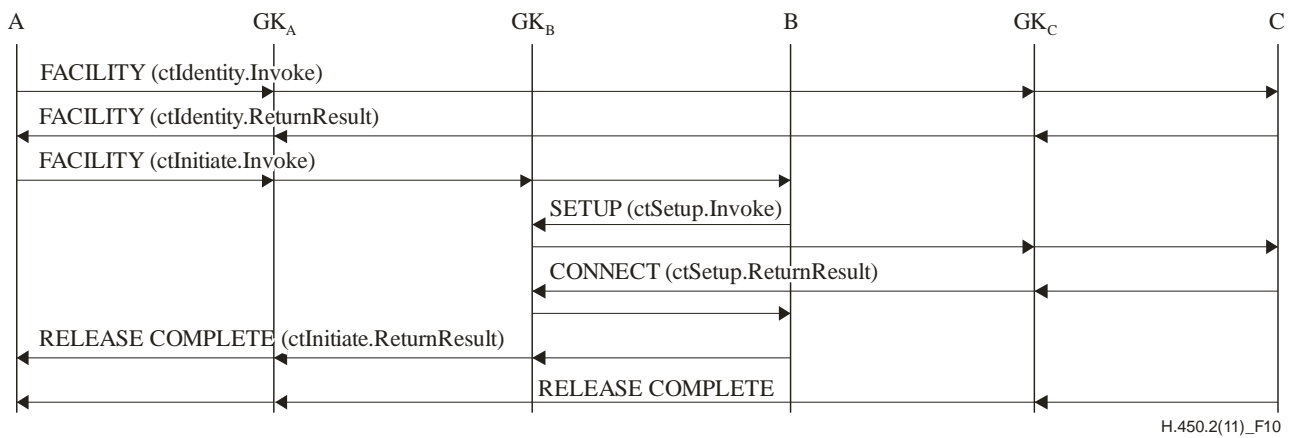 A GKA GKB B GKC C
FACILITY (ctIdentity.Invoke)
FACILITY (ctIdentity.ReturnResult)
FACILITY (ctInitiate.Invoke)
SETUP (ctSetup.Invoke)
CONNECT (ctSetup.ReturnResult)
RELEASE COMPLETE (ctInitiate.ReturnResult)
RELEASE COMPLETE
H.450.2(11)_F10